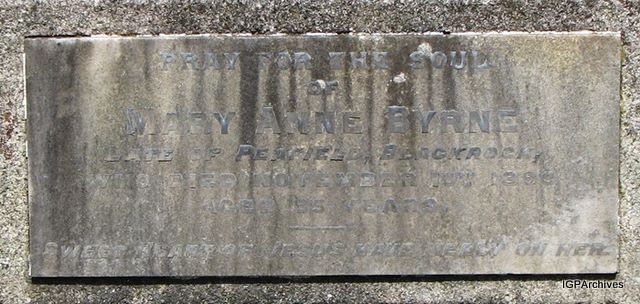 PRAY FOR THE SOUL
OF
MARY ANNE BYRNE
LATE OF PEAFIELD, BLACKROCK,
WHO DIED NOVEMBER
AGED YEARS.
SWEET HEART OF JESUS HAVE MERCY ON HER.
IGPArchives